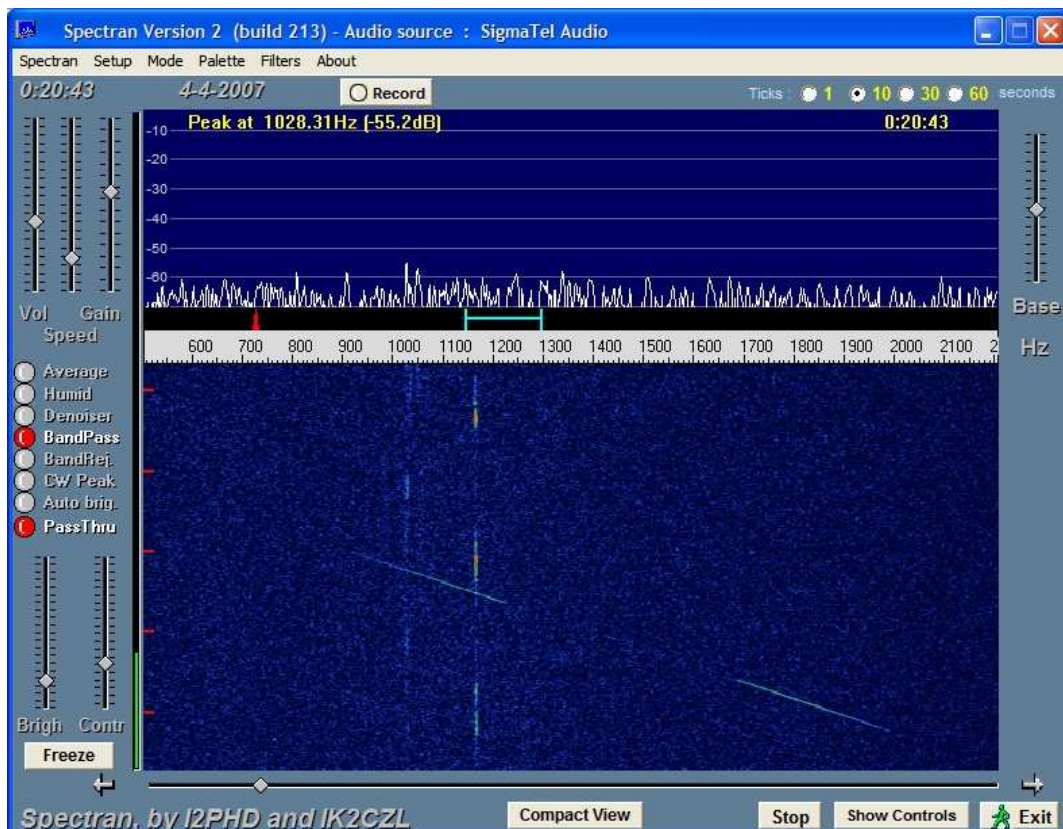 Spectran Version 2 (build 213) - Audio source : SigmaTel Audio
Spectran Setup Mode Palette Filters About
0:20:43 4-4-2007 Record Ticks : 1 10 30 60 seconds
Peak at 1028.31Hz (-55.2dB) 0:20:43
-10
-20
-30
-40
-50
-60
Vol Gain
Speed
Base
Hz
600 700 800 900 1000 1100 1200 1300 1400 1500 1600 1700 1800 1900 2000 2100 2
Average
Humid
Denoiser
BandPass
BandRej.
CW Peak
Auto brig.
PassThru
Brigh Contr
Freeze
Spectran, by I2PHD and IK2CZL
Compact View Stop Show Controls Exit